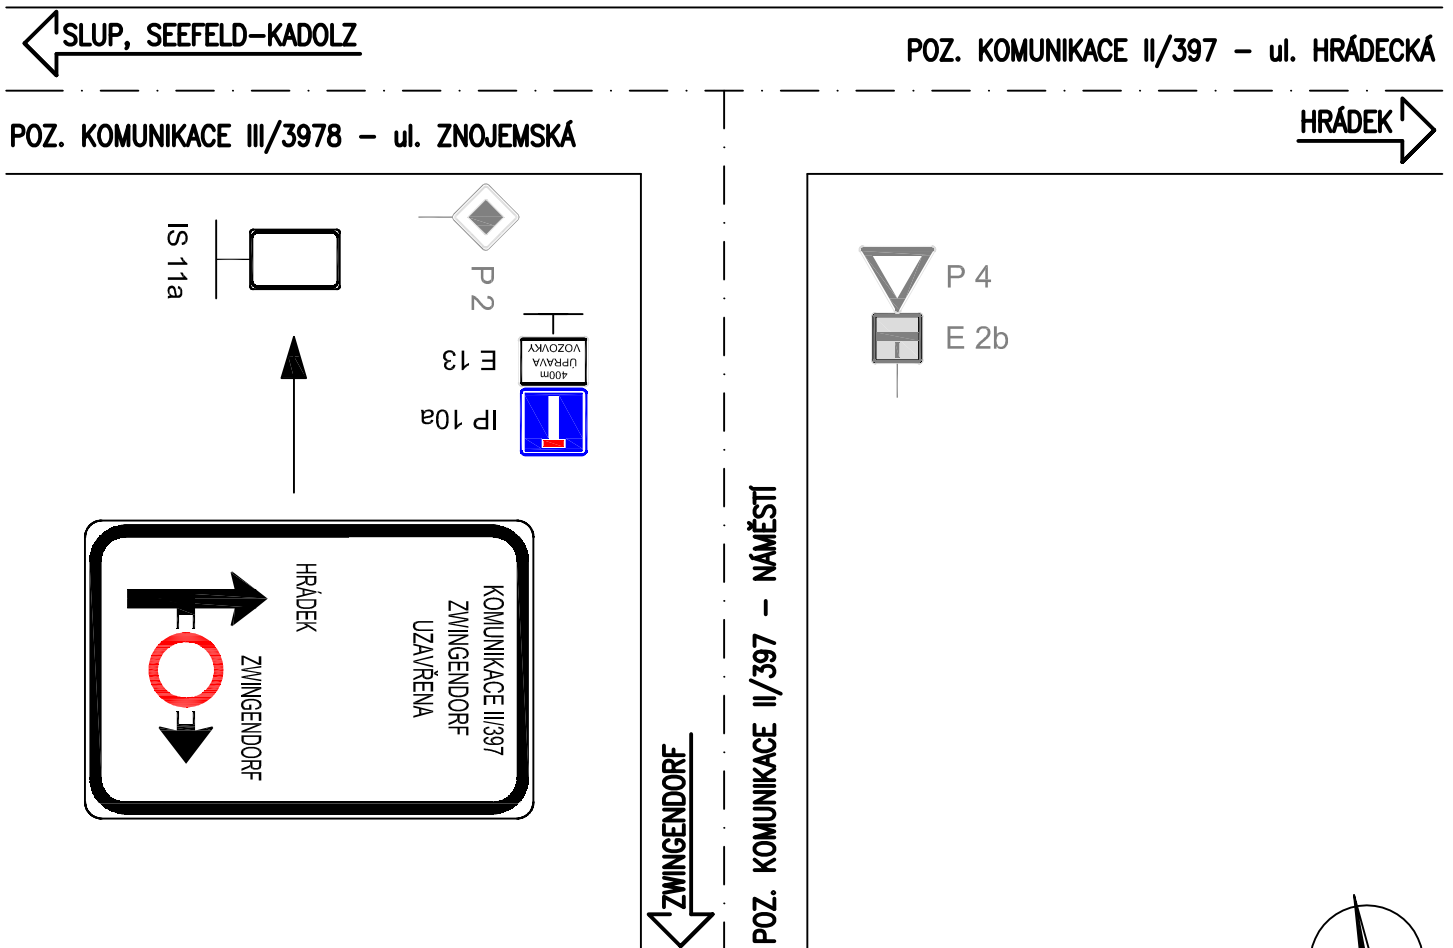 SLUP, SEEFELD-KADOLZ
POZ. KOMUNIKACE II/397 - ul. HRÁDECKÁ
POZ. KOMUNIKACE III/3978 - ul. ZNOJEMSKÁ
HRÁDEK
IS 11a
P 2
E 13
400m
ÚPRAVA
VOZOVKY
IP 10a
P 4
E 2b
KOMUNIKACE II/397
ZWINGENDORF
UZAVŘENA
HRÁDEK
ZWINGENDORF
ZWINGENDORF
POZ. KOMUNIKACE II/397 - NÁMĚSTÍ